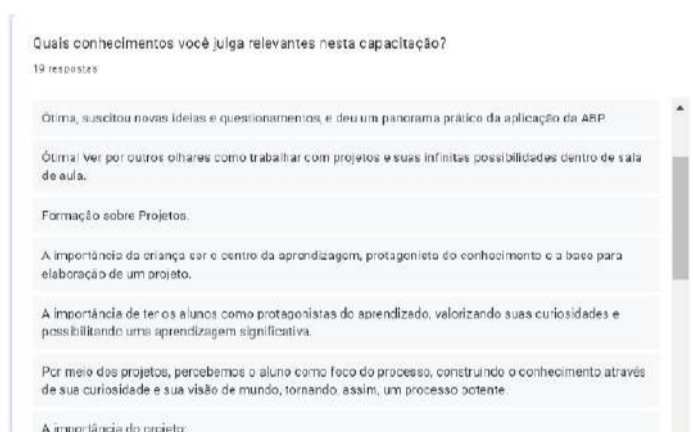 Quais conhecimentos você julga relevantes nesta capacitação?
19 respostas
Ótima, suscitou novas ideias e questionamentos, e deu um panorama prático da aplicação da ABP
Ótima! Ver por outros olhares como trabalhar com projetos e suas infinitas possibilidades dentro de sala
de aula.
Formação sobre Projetos.
A importância da criança ser o centro da aprendizagem, protagonista do conhecimento e a base para
elaboração de um projeto.
A importância de ter os alunos como protagonistas do aprendizado, valorizando suas curiosidades e
possibilitando uma aprendizagem significativa.
Por meio dos projetos, percebemos o aluno como foco do processo, construindo o conhecimento através
de sua curiosidade e sua visão de mundo, tornando, assim, um processo potente.
A importância do projeto: